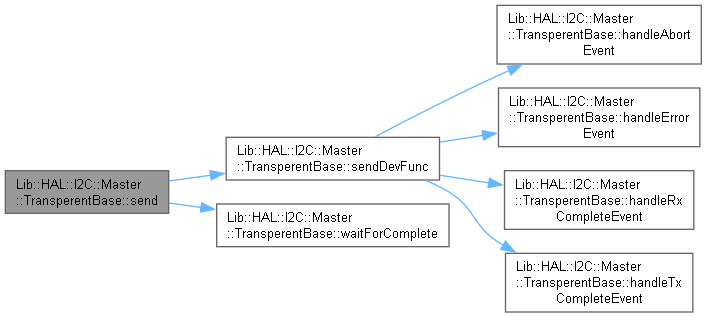 Lib::HAL::I2C::Master
::TransperentBase::send
Lib::HAL::I2C::Master
::TransperentBase::sendDevFunc
Lib::HAL::I2C::Master
::TransperentBase::waitForComplete
Lib::HAL::I2C::Master
::TransperentBase::handleAbort
Event
Lib::HAL::I2C::Master
::TransperentBase::handleError
Event
Lib::HAL::I2C::Master
::TransperentBase::handleRx
CompleteEvent
Lib::HAL::I2C::Master
::TransperentBase::handleTx
CompleteEvent